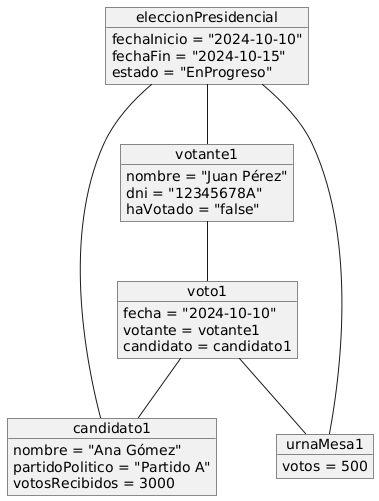 eleccionPresidencial
fechaInicio = "2024-10-10"
fechaFin = "2024-10-15"
estado = "EnProgreso"
votante1
nombre = "Juan Pérez"
dni = "12345678A"
haVotado = "false"
voto1
fecha = "2024-10-10"
votante = votante1
candidato = candidato1
candidato1
nombre = "Ana Gómez"
partidoPolitico = "Partido A"
votosRecibidos = 3000
urnaMesa1
votos = 500